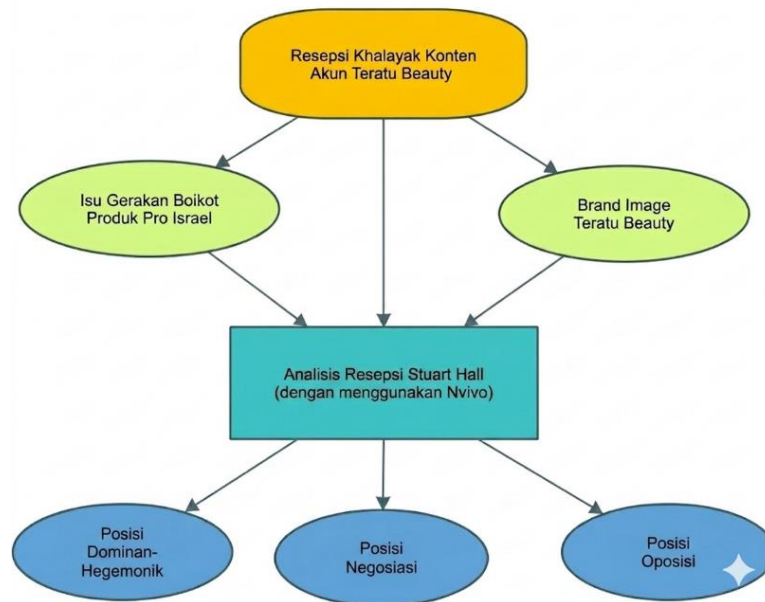 Resepsi Khalayak Konten
Akun Teratu Beauty
Isu Gerakan Boikot
Produk Pro Israel
Brand Image
Teratu Beauty
Analisis Resepsi Stuart Hall
(dengan menggunakan Nvivo)
Posisi
Dominan-
Hegemonik
Posisi
Negosiasi
Posisi
Oposisi